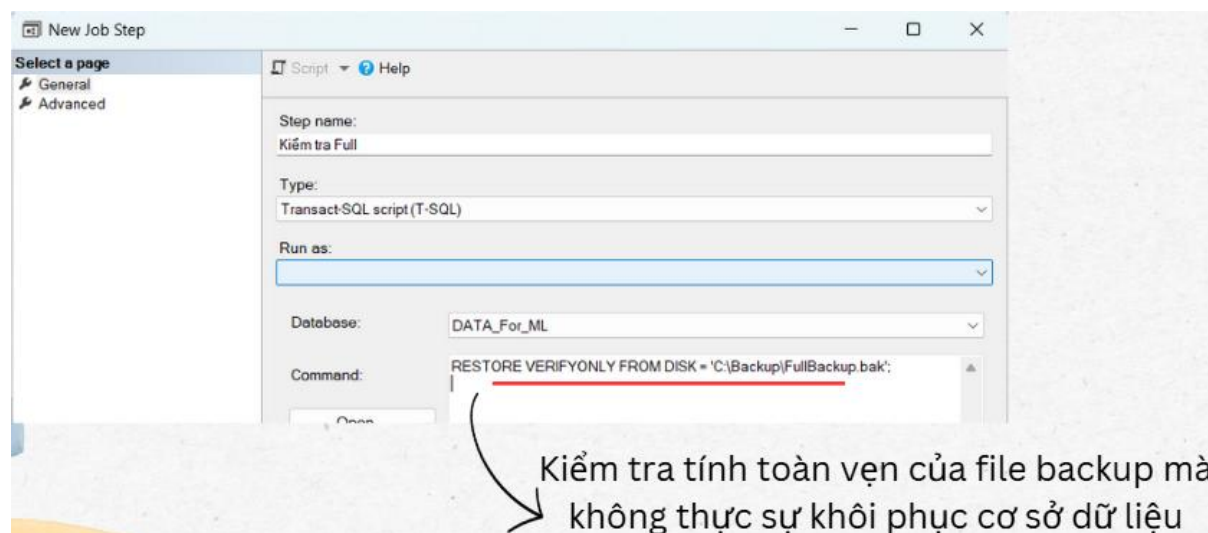 New Job Step
Select a page
General
Advanced
Script
Help
Step name:
Kiểm tra Full
Type:
Transact-SQL script (T-SQL)
Run as:
Database:
DATA_For_ML
Command:
RESTORE VERIFYONLY FROM DISK = 'C:\Backup\FullBackup.bak';
Open
Kiểm tra tính toàn vẹn của file backup mà
không thực sự khôi phục cơ sở dữ liệu